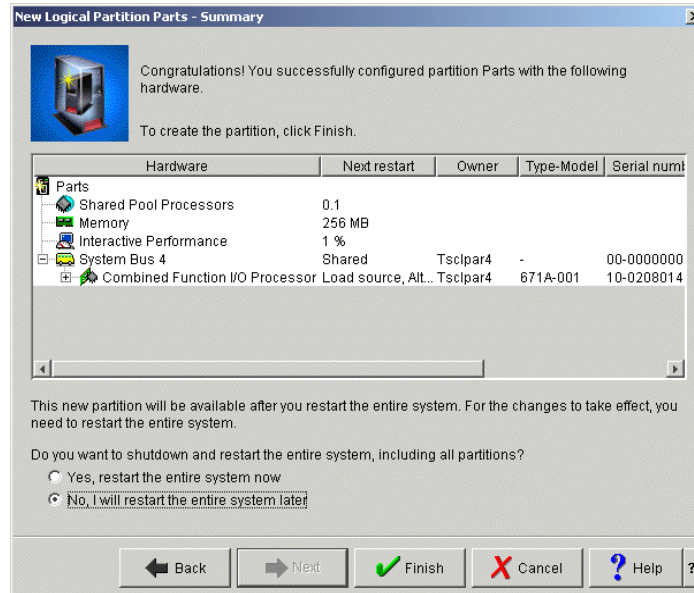 New Logical Partition Parts - Summary
Congratulations! You successfully configured partition Parts with the following
hardware.
To create the partition, click Finish.
Hardware Next restart Owner Type-Model Serial numb
Parts
Shared Pool Processors 0.1
Memory 256 MB
Interactive Performance 1 %
System Bus 4 Shared Tsclpar4 - 00-0000000
Combined Function I/O Processor Load source, Alt... Tsclpar4 671A-001 10-0208014
This new partition will be available after you restart the entire system. For the changes to take effect, you
need to restart the entire system.
Do you want to shutdown and restart the entire system, including all partitions?
Yes, restart the entire system now
No, I will restart the entire system later
Back Next Finish Cancel ? Help ?